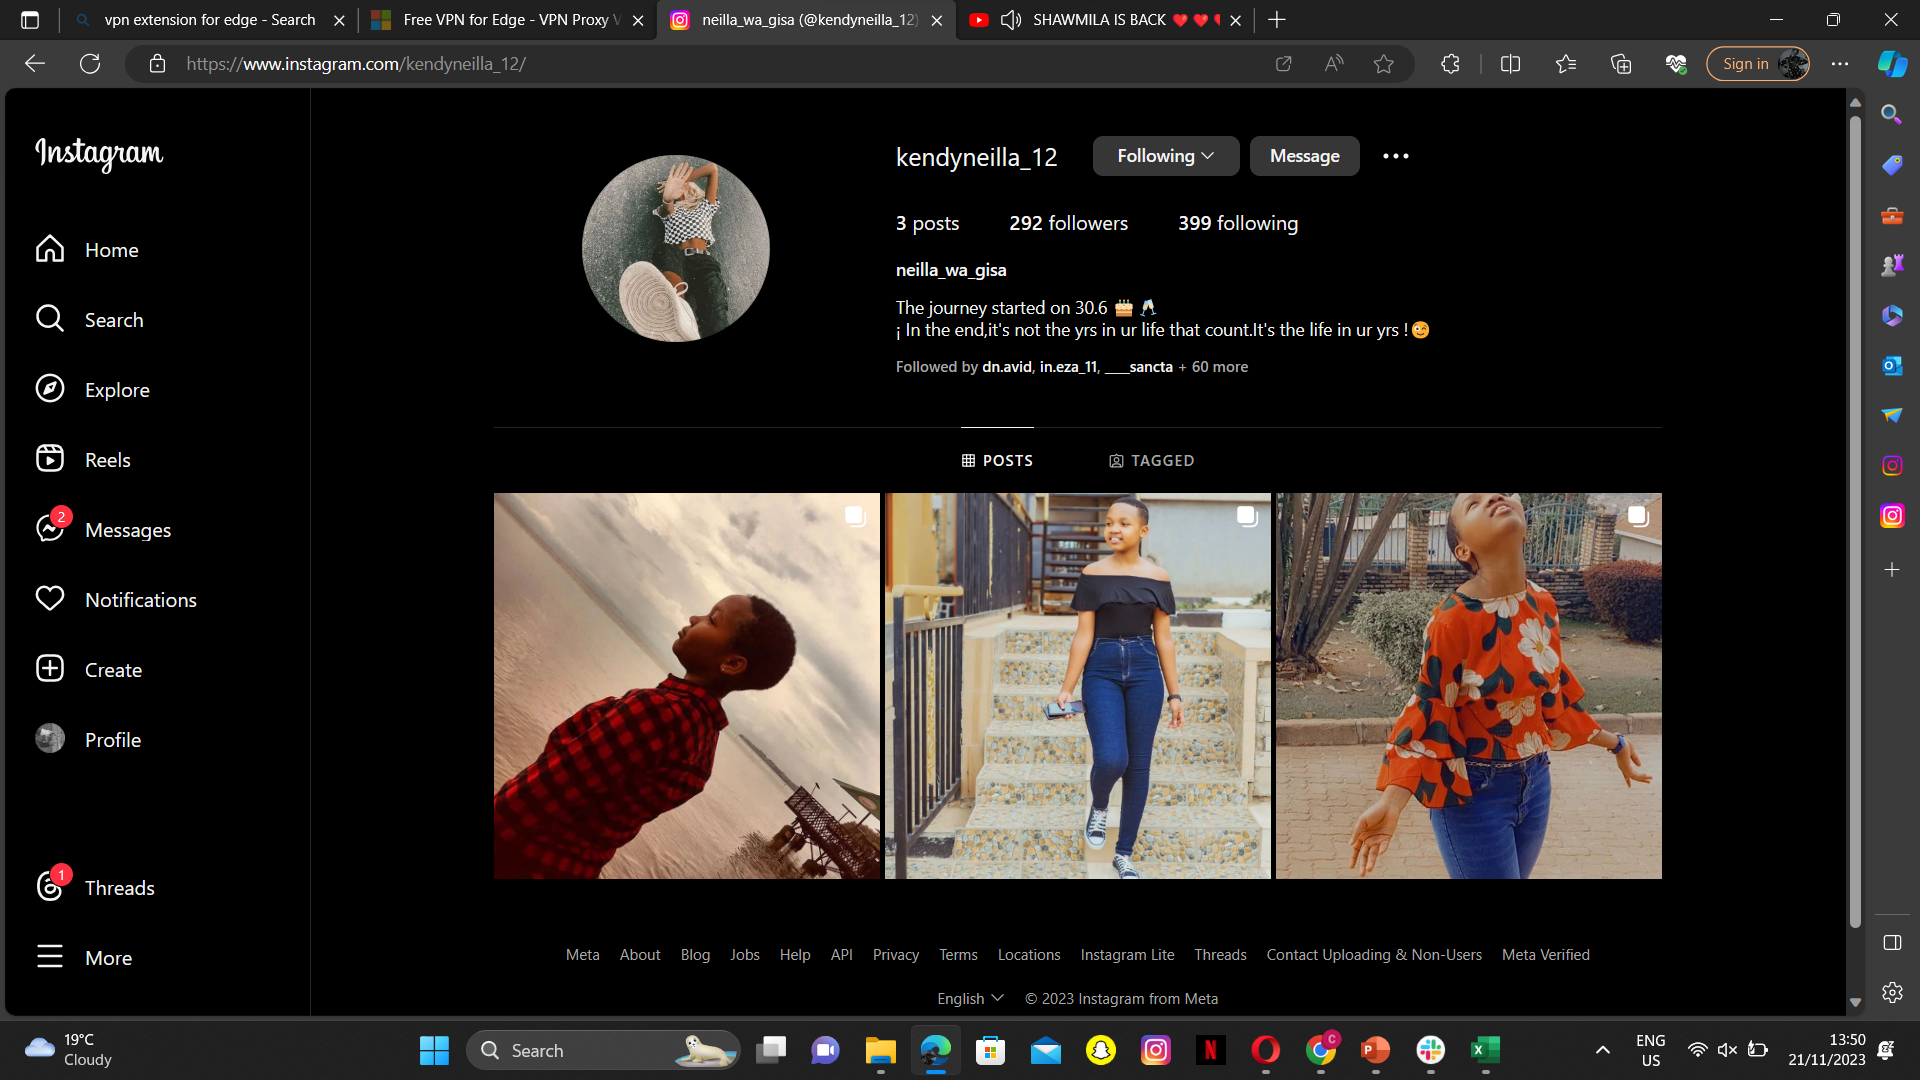 vpn extension for edge - Search
Free VPN for Edge - VPN Proxy V
neilla_wa_gisa (@kendyneilla_12)
SHAWMILA IS BACK ❤️❤️
https://www.instagram.com/kendyneilla_12/
Sign in
Instagram
Home
Search
Explore
Reels
2
Messages
Notifications
Create
Profile
1
Threads
More
kendyneilla_12
Following
Message
3 posts
292 followers
399 following
neilla_wa_gisa
The journey started on 30.6 🎂 🥂
¡ In the end,it's not the yrs in ur life that count.It's the life in ur yrs !😉
Followed by dn.avid, in.eza_11, ____sancta + 60 more
POSTS
TAGGED
Meta About Blog Jobs Help API Privacy Terms Locations Instagram Lite Threads Contact Uploading & Non-Users Meta Verified
English © 2023 Instagram from Meta
19°C
Cloudy
Search
N
C
P
X
ENG
US
13:50
21/11/2023